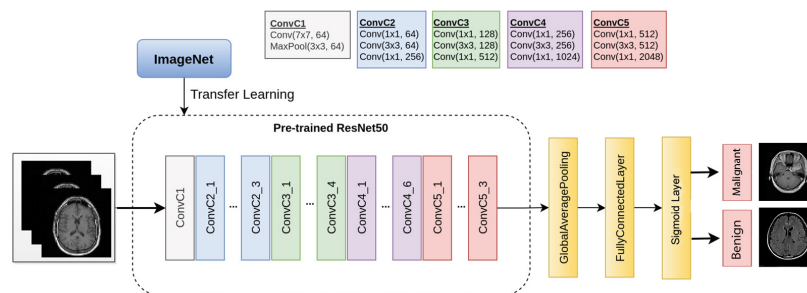 ConvC1
Conv(7x7, 64)
MaxPool(3x3, 64)
ConvC2
Conv(1x1, 64)
Conv(3x3, 64)
Conv(1x1, 256)
ConvC3
Conv(1x1, 128)
Conv(3x3, 128)
Conv(1x1, 512)
ConvC4
Conv(1x1, 256)
Conv(3x3, 256)
Conv(1x1, 1024)
ConvC5
Conv(1x1, 512)
Conv(3x3, 512)
Conv(1x1, 2048)
ImageNet
Transfer Learning
Pre-trained ResNet50
ConvC1
ConvC2_1
...
ConvC2_3
ConvC3_1
...
ConvC3_4
ConvC4_1
...
ConvC4_6
ConvC5_1
...
ConvC5_3
GlobalAveragePooling
FullyConnectedLayer
Sigmoid Layer
Malignant
Benign